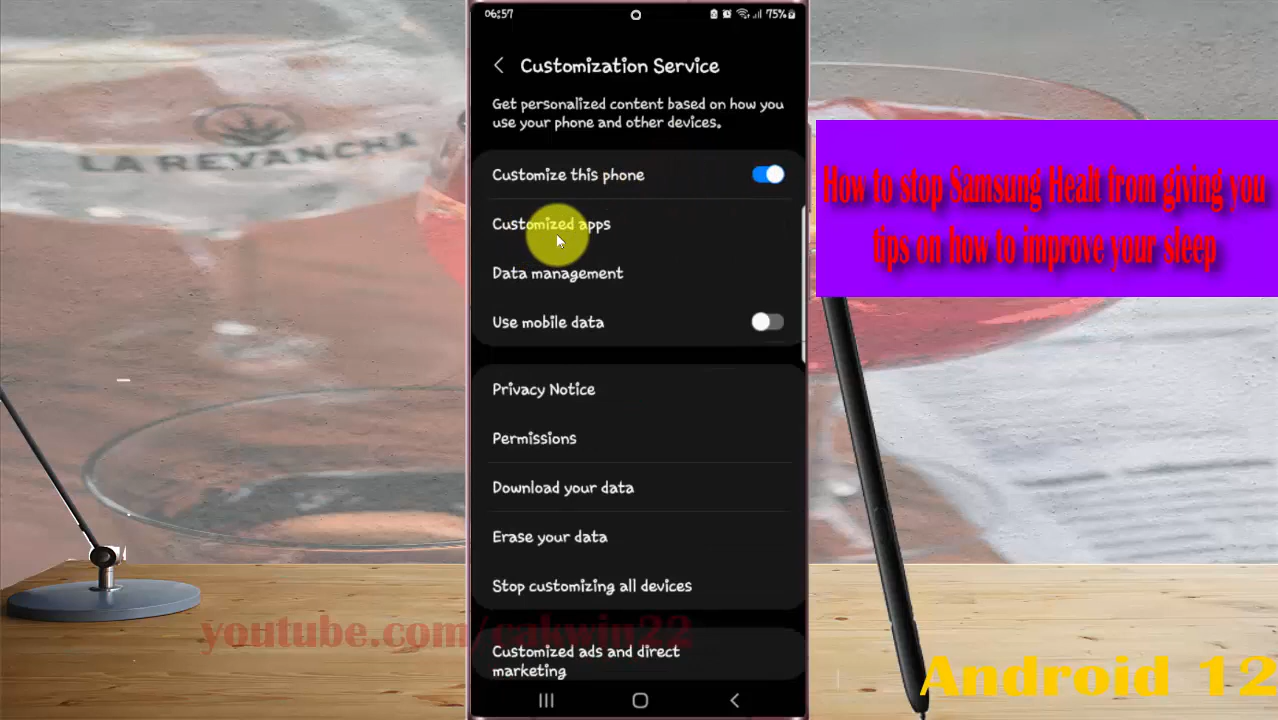 06:57
75%
Customization Service
Get personalized content based on how you
use your phone and other devices.
Customize this phone
Customized apps
Data management
Use mobile data
Privacy Notice
Permissions
Download your data
Erase your data
Stop customizing all devices
Customized ads and direct
marketing
How to stop Samsung Healt from giving you
tips on how to improve your sleep
LA REVANCHA
youtube.com/cakwin22
Android 12